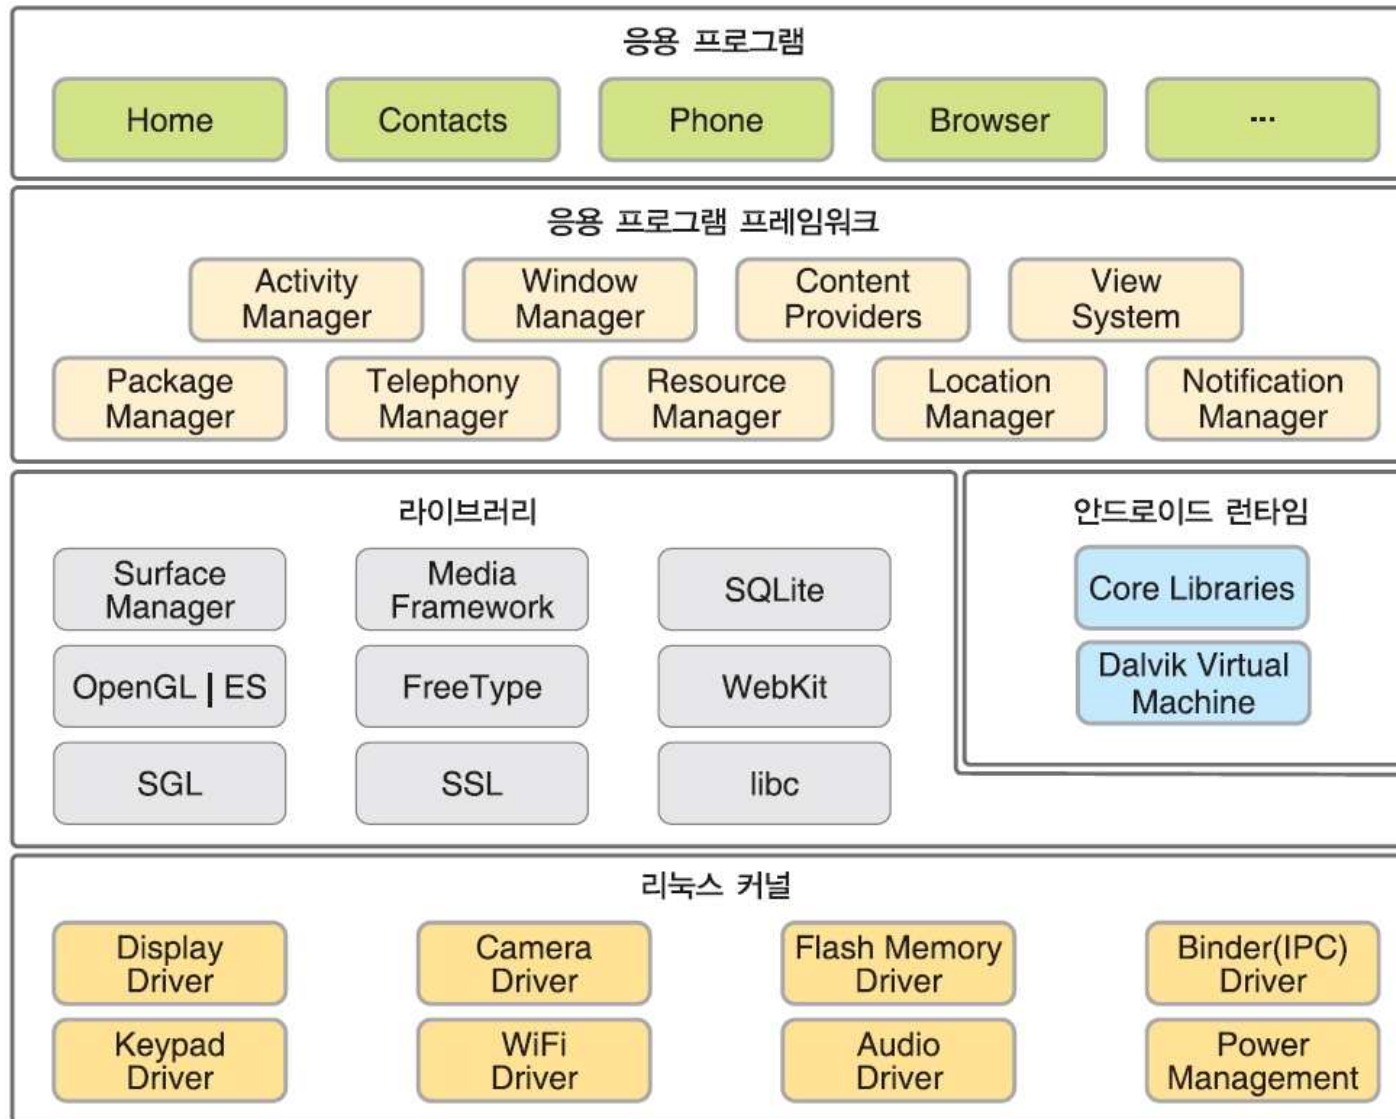 응용 프로그램
Home
Contacts
Phone
Browser
...
응용 프로그램 프레임워크
Activity
Manager
Window
Manager
Content
Providers
View
System
Package
Manager
Telephony
Manager
Resource
Manager
Location
Manager
Notification
Manager
라이브러리
Surface
Manager
Media
Framework
SQLite
OpenGL | ES
FreeType
WebKit
SGL
SSL
libc
안드로이드 런타임
Core Libraries
Dalvik Virtual
Machine
리눅스 커널
Display
Driver
Camera
Driver
Flash Memory
Driver
Binder(IPC)
Driver
Keypad
Driver
WiFi
Driver
Audio
Driver
Power
Management